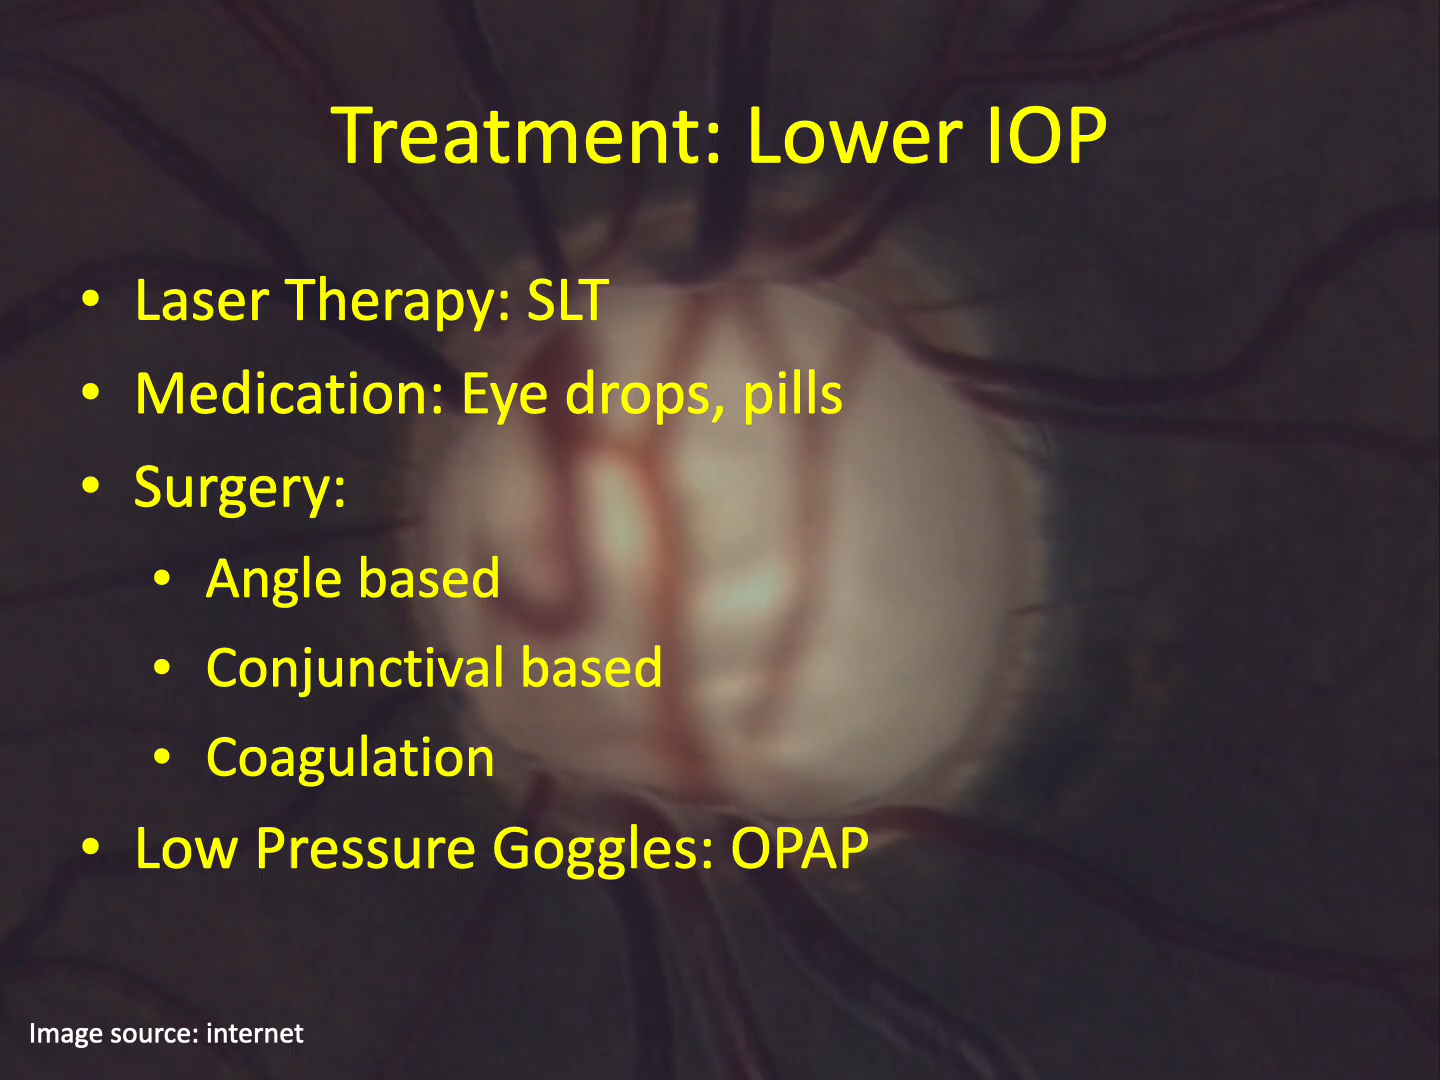 Treatment: Lower IOP
• Laser Therapy: SLT
• Medication: Eye drops, pills
• Surgery:
• Angle based
• Conjunctival based
• Coagulation
• Low Pressure Goggles: OPAP
Image source: internet